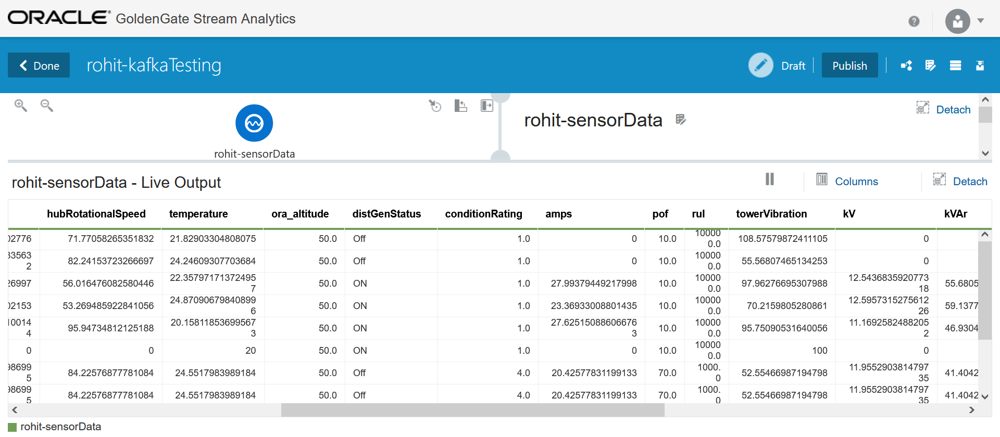 ORACLE GoldenGate Stream Analytics
Done rohit-kafkaTesting Draft Publish
rohit-sensorData
rohit-sensorData Detach
rohit-sensorData - Live Output Columns Detach
hubRotationalSpeed temperature ora_altitude distGenStatus conditionRating amps pof rul towerVibration kV kVAr
02776 71.77058265351832 21.82903304808075 50.0 Off 1.0 0 10.0 10000 0.0 108.57579872411105 0
33563 2 82.24153723266697 24.24609307703684 50.0 Off 1.0 0 10.0 10000 0.0 55.56807465134253 0
26997 56.016476082580446 22.35797171372495 7 50.0 ON 1.0 27.99379449217998 10.0 10000 0.0 97.96276695307988 12.5436835920773 18 55.6805
02153 53.269485922841056 24.87090679840899 6 50.0 ON 1.0 23.36933008801435 10.0 10000 0.0 70.2159805280861 12.5957315275612 26 59.1377
10014 4 95.94734812125188 20.15811853699567 3 50.0 ON 1.0 27.62515088606676 3 10.0 10000 0.0 95.75090531640056 11.1692582488205 2 46.9304
0 0 20 50.0 ON 1.0 0 10.0 10000 0.0 100 0
98699 5 84.22576877781084 24.5517983989184 50.0 Off 4.0 20.42577831199133 70.0 1000. 0 52.55466987194798 11.9552903814797 35 41.4042
98699 5 84.22576877781084 24.5517983989184 50.0 Off 4.0 20.42577831199133 70.0 1000. 0 52.55466987194798 11.9552903814797 35 41.4042
rohit-sensorData